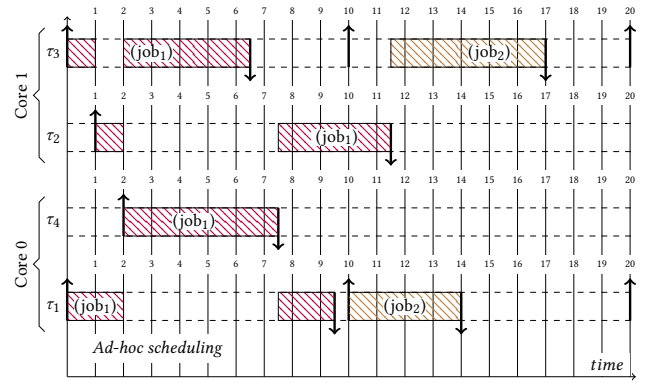 1 2 3 4 5 6 7 8 9 10 11 12 13 14 15 16 17 18 19 20
τ3 (job1) (job2)
Core 1
1 2 3 4 5 6 7 8 9 10 11 12 13 14 15 16 17 18 19 20
τ2 (job1)
1 2 3 4 5 6 7 8 9 10 11 12 13 14 15 16 17 18 19 20
τ4 (job1)
Core 0
1 2 3 4 5 6 7 8 9 10 11 12 13 14 15 16 17 18 19 20
τ1 (job1) (job2)
Ad-hoc scheduling
time